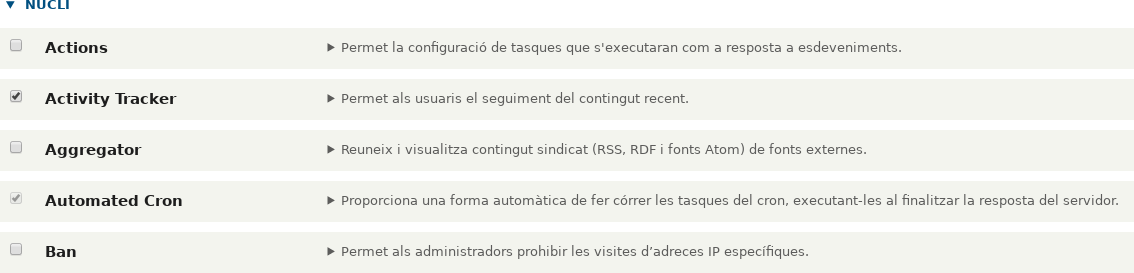 NUCLI
Actions
Permet la configuració de tasques que s'executaran com a resposta a esdeveniments.
Activity Tracker
Permet als usuaris el seguiment del contingut recent.
Aggregator
Reuneix i visualitza contingut sindicat (RSS, RDF i fonts Atom) de fonts externes.
Automated Cron
Proporciona una forma automàtica de fer córrer les tasques del cron, executant-les al finalitzar la resposta del servidor.
Ban
Permet als administradors prohibir les visites d’adreces IP específiques.